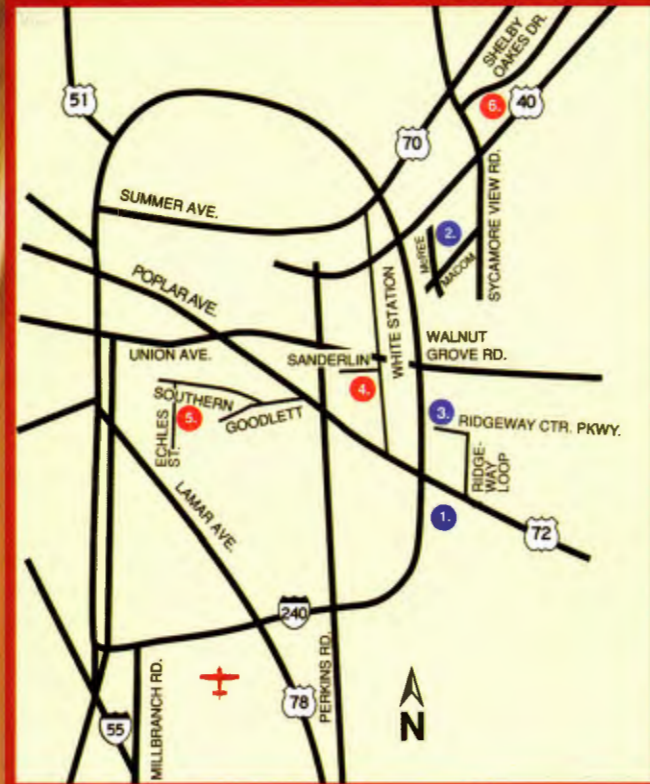 51
SHELBY
OAKES DR.
6.
40
70
SUMMER AVE.
SYCAMORE VIEW RD.
2.
McREE
MACOM
POPLAR AVE.
WHITE STATION
UNION AVE.
SANDERLIN
WALNUT
GROVE RD.
4.
SOUTHERN
5.
GOODLETT
ECHLES
ST.
3.
RIDGEWAY CTR. PKWY.
RIDGE-
WAY
LOOP
LAMAR AVE.
1.
72
240
PERKINS RD.
MILLBRANCH RD.
55
78
N